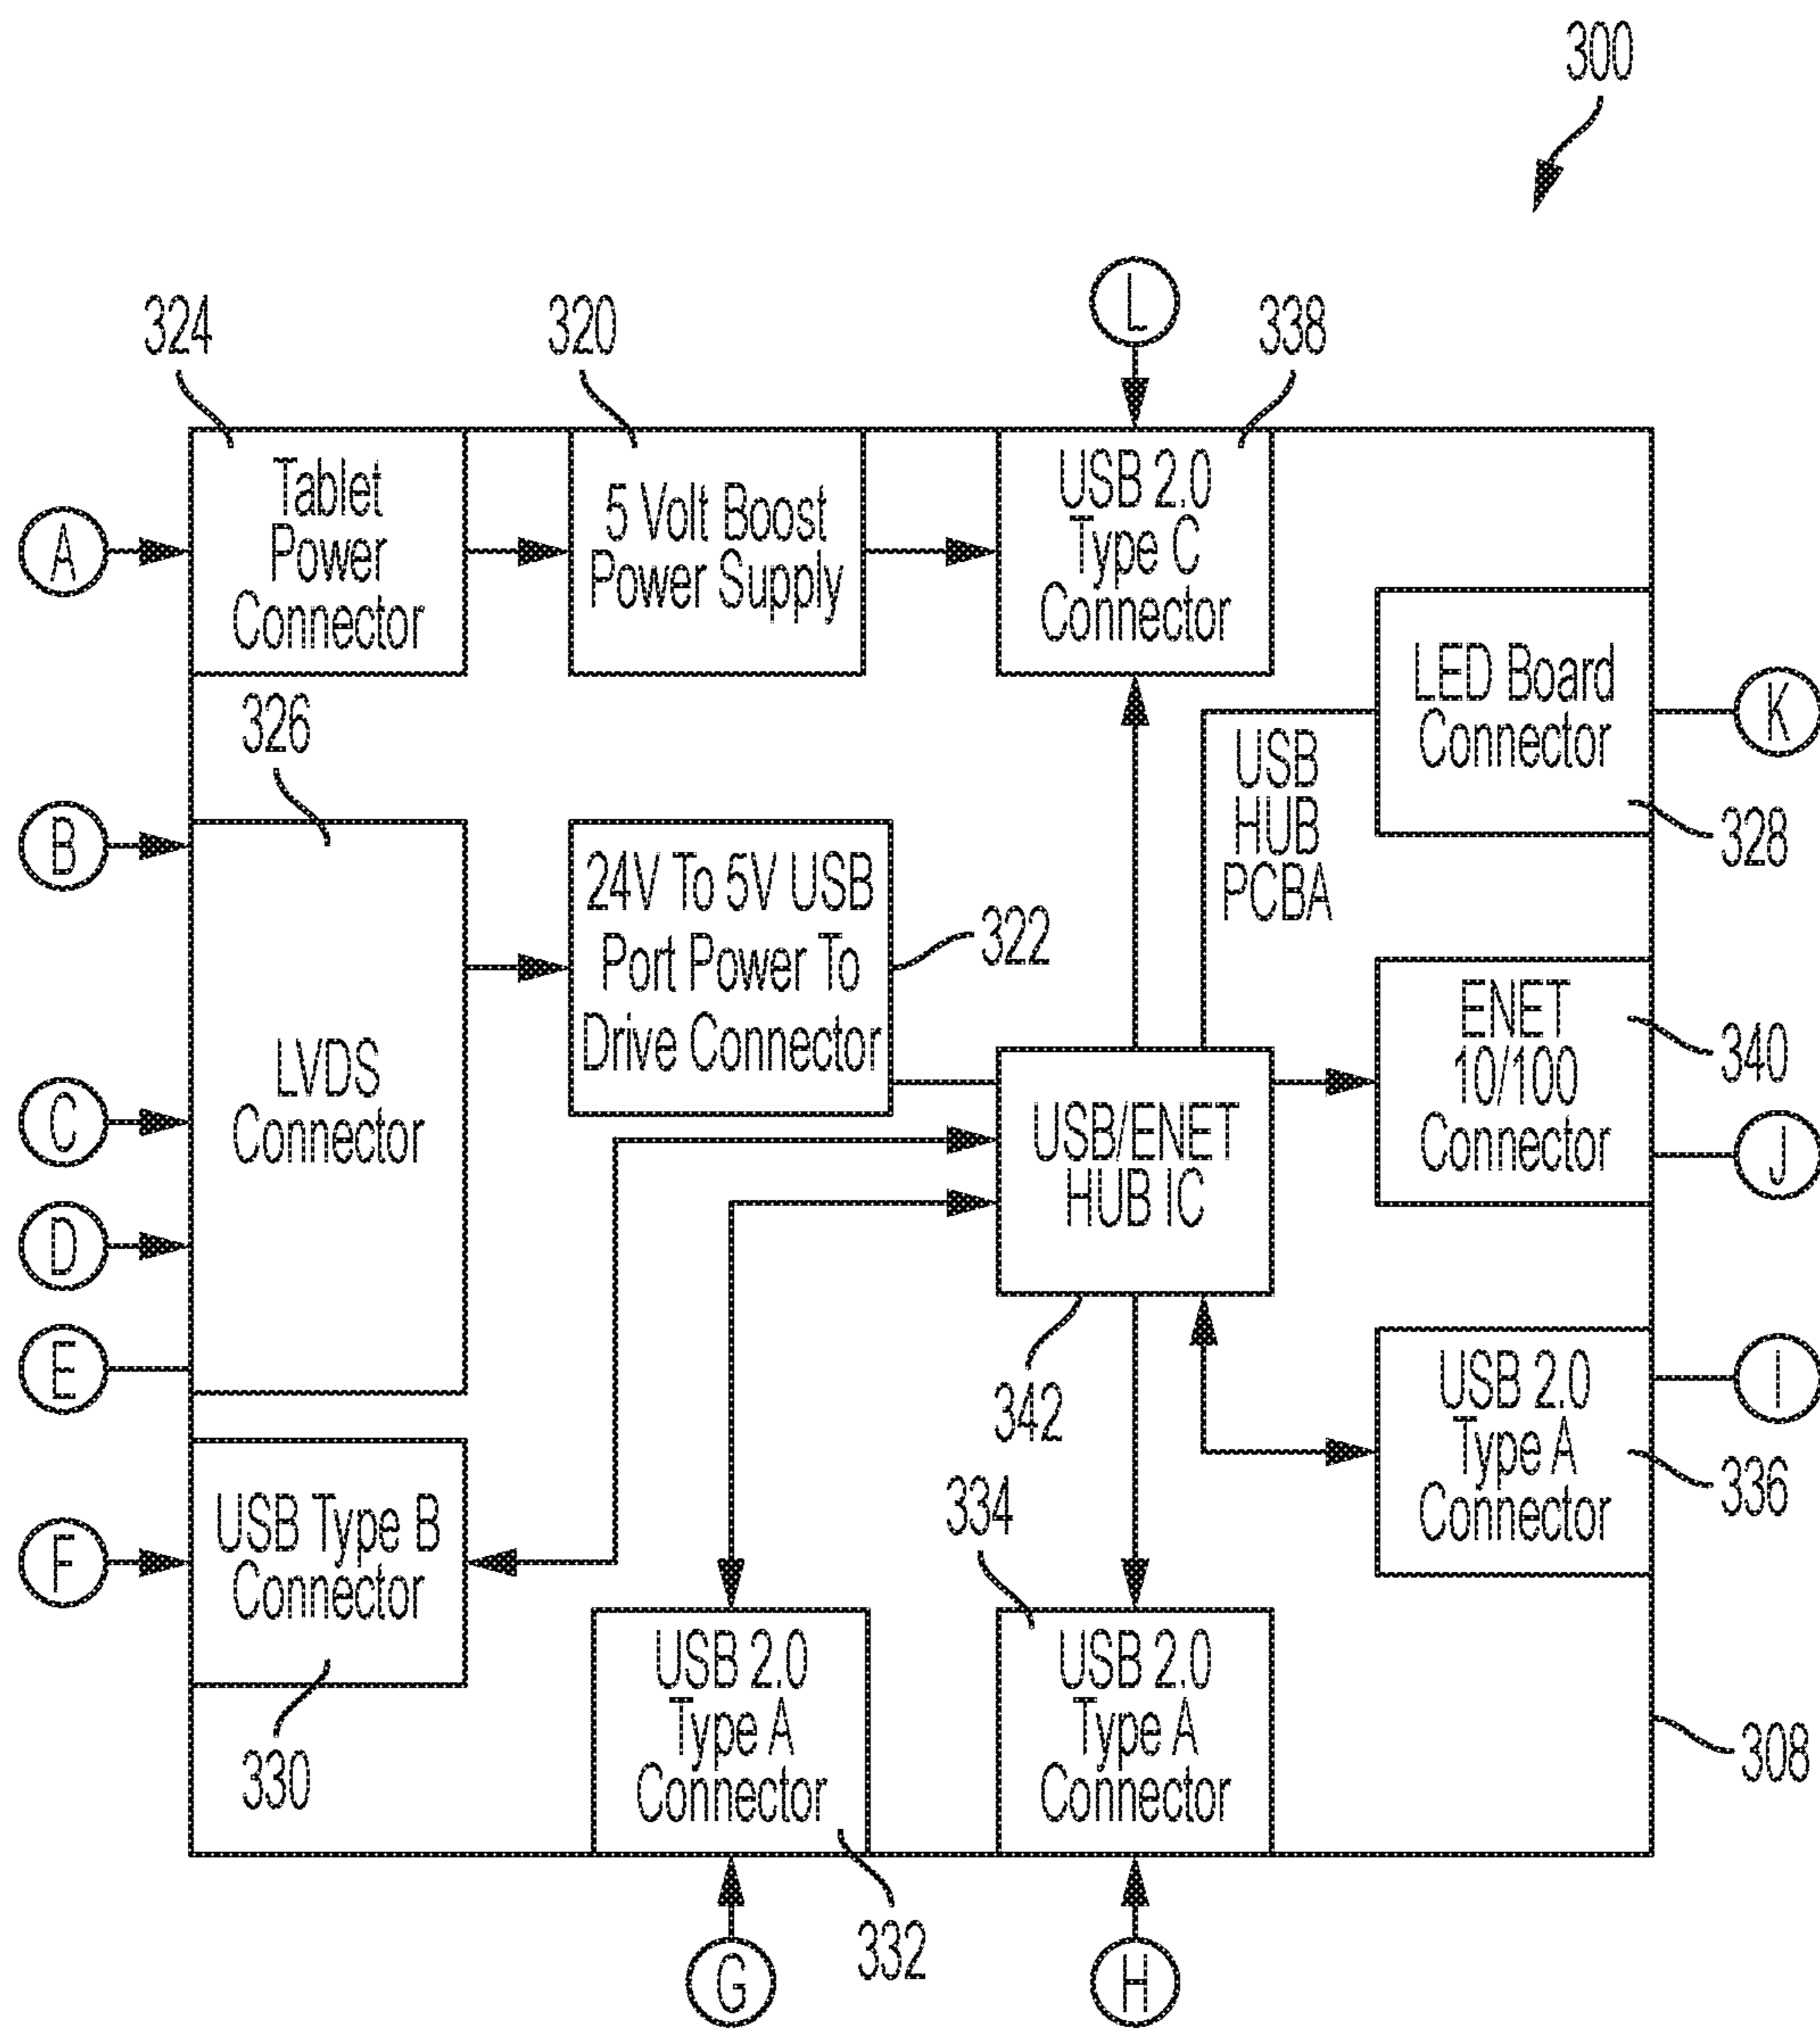 300
L
324
320
338
A
Tablet
Power
Connector
5 Volt Boost
Power Supply
USB 2.0
Type C
Connector
LED Board
Connector
K
328
326
USB
HUB
PCBA
B
24V To 5V USB
Port Power To
Drive Connector
322
LVDS
Connector
ENET
10/100
Connector
340
J
C
D
E
USB/ENET
HUB IC
342
USB 2.0
Type A
Connector
I
336
F
USB Type B
Connector
330
334
USB 2.0
Type A
Connector
332
USB 2.0
Type A
Connector
308
G
H